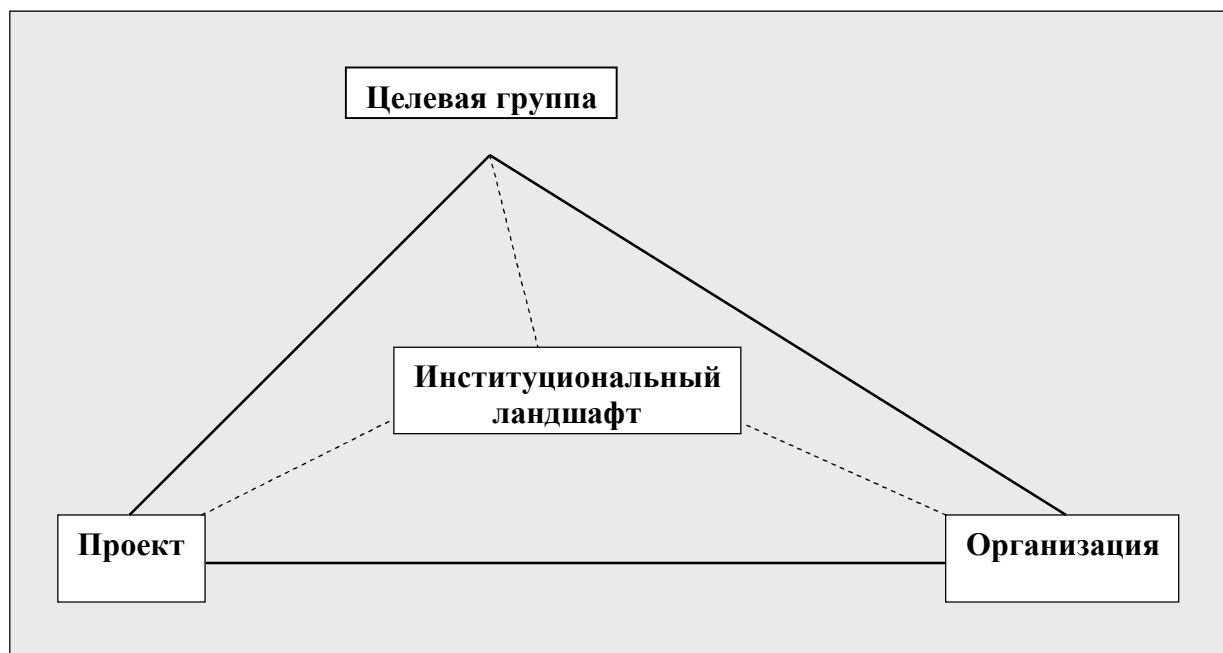 Целевая группа
Институциональный
ландшафт
Проект
Организация